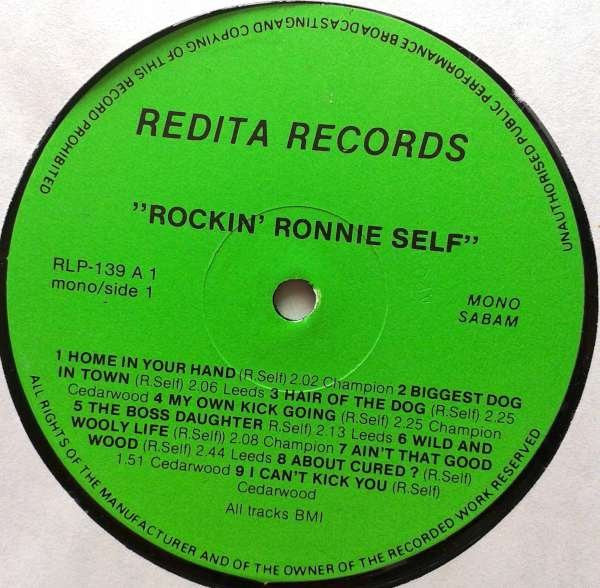 REDITA RECORDS
"ROCKIN' RONNIE SELF"
RLP-139 A 1
mono/side 1
MONO
SABAM
1 HOME IN YOUR HAND (R.Self) 2.02 Champion 2 BIGGEST DOG
IN TOWN (R.Self) 2.06 Leeds 3 HAIR OF THE DOG (R.Self) 2.25
Cedarwood 4 MY OWN KICK GOING (R.Self) 2.25 Champion
5 THE BOSS DAUGHTER R.Self) 2.13 Leeds 6 WILD AND
WOOLY LIFE (R.Self) 2.08 Champion 7 AIN'T THAT GOOD
WOOD (R.Self) 2.44 Leeds 8 ABOUT CURED ? (R.Self)
1.51 Cedarwood 9 I CAN'T KICK YOU (R.Self)
Cedarwood
All tracks BMI
ALL RIGHTS OF THE MANUFACTURER AND OF THE OWNER OF THE RECORDED WORK RESERVED
UNAUTHORISED PUBLIC PERFORMANCE BROADCASTING AND COPYING OF THIS RECORD PROHIBITED